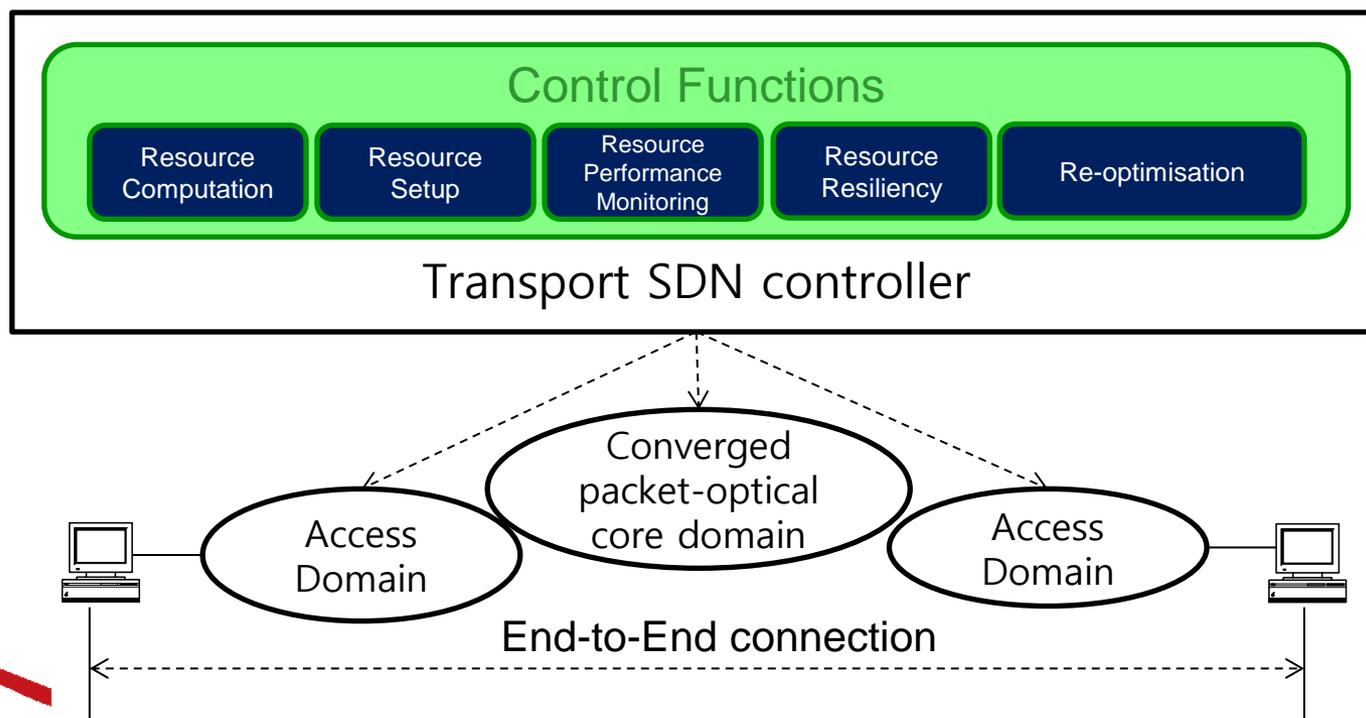 Control Functions
Resource
Computation
Resource
Setup
Resource
Performance
Monitoring
Resource
Resiliency
Re-optimisation
Transport SDN controller
Converged
packet-optical
core domain
Access
Domain
Access
Domain
End-to-End connection